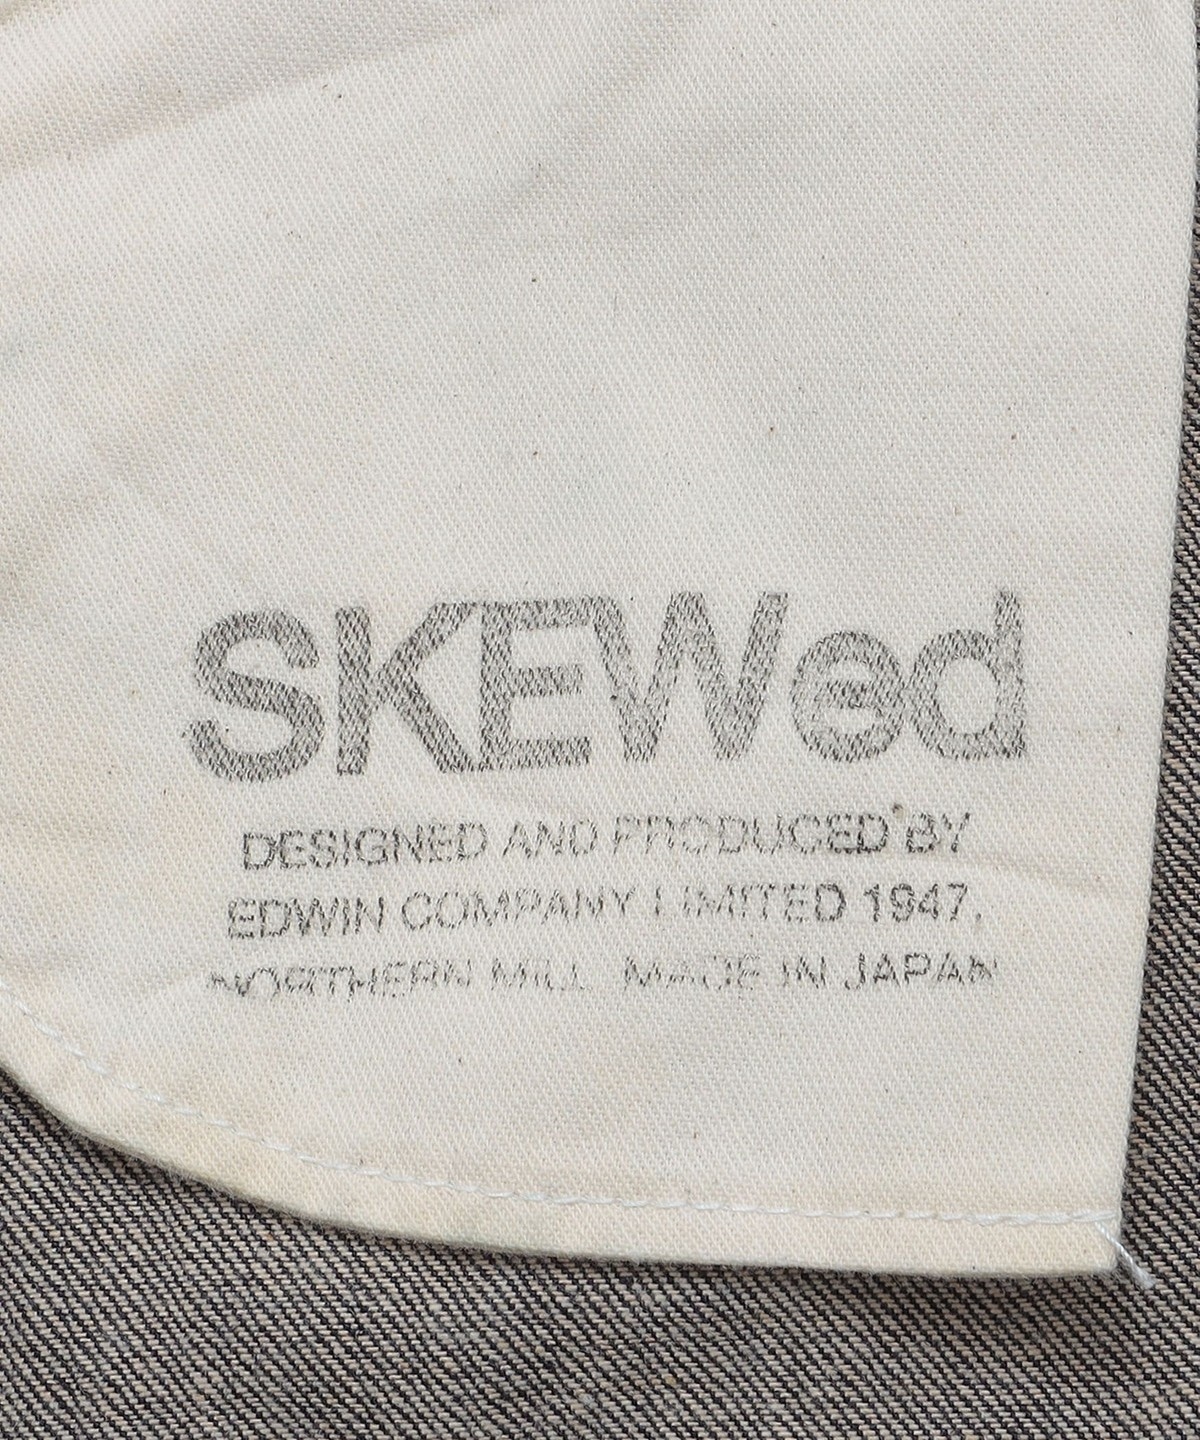 SKEWed
DESIGNED AND PRODUCED BY
EDWIN COMPANY LIMITED 1947,
NORTHERN MILL MADE IN JAPAN